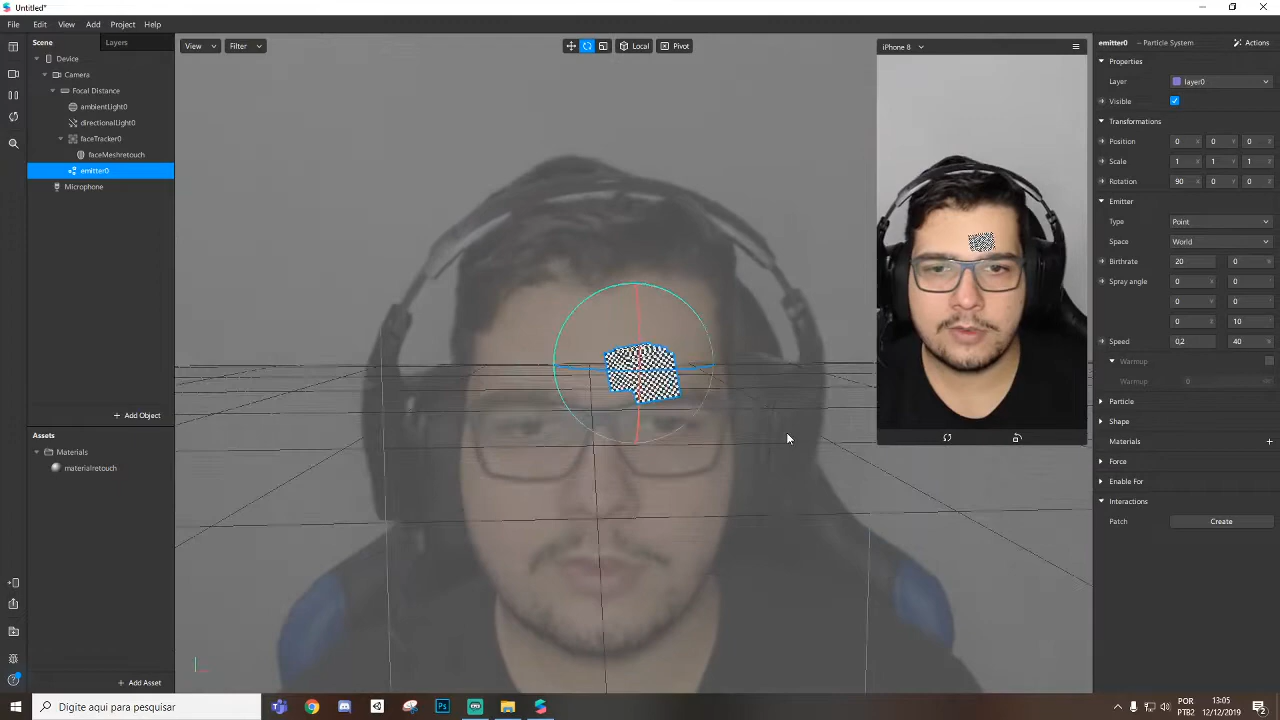 Untitled*
File Edit View Add Project Help
Scene Layers
Device
Camera
Focal Distance
ambientLight0
directionalLight0
faceTracker0
faceMeshretouch
emitter0
Microphone
+ Add Object
Assets
Materials
materialretouch
+ Add Asset
View Filter Local Pivot
iPhone 8
emitter0 – Particle System Actions
Properties
Layer layer0
Visible
Transformations
Position 0 X 0 Y 0 Z
Scale 1 X 1 Y 1 Z
Rotation 90 X 0 Y 0 Z
Emitter
Type Point
Space World
Birthrate 20 0 %
Spray angle 0 X 0 °
0 Y 0 °
0 Z 10 °
Speed 0,2 40 %
Warmup
Warmup 0
Particle
Shape
Materials +
Force
Enable For
Interactions
Patch Create
Digite aqui para pesquisar
Ps
POR
PTB2
13:05
12/12/2019
2